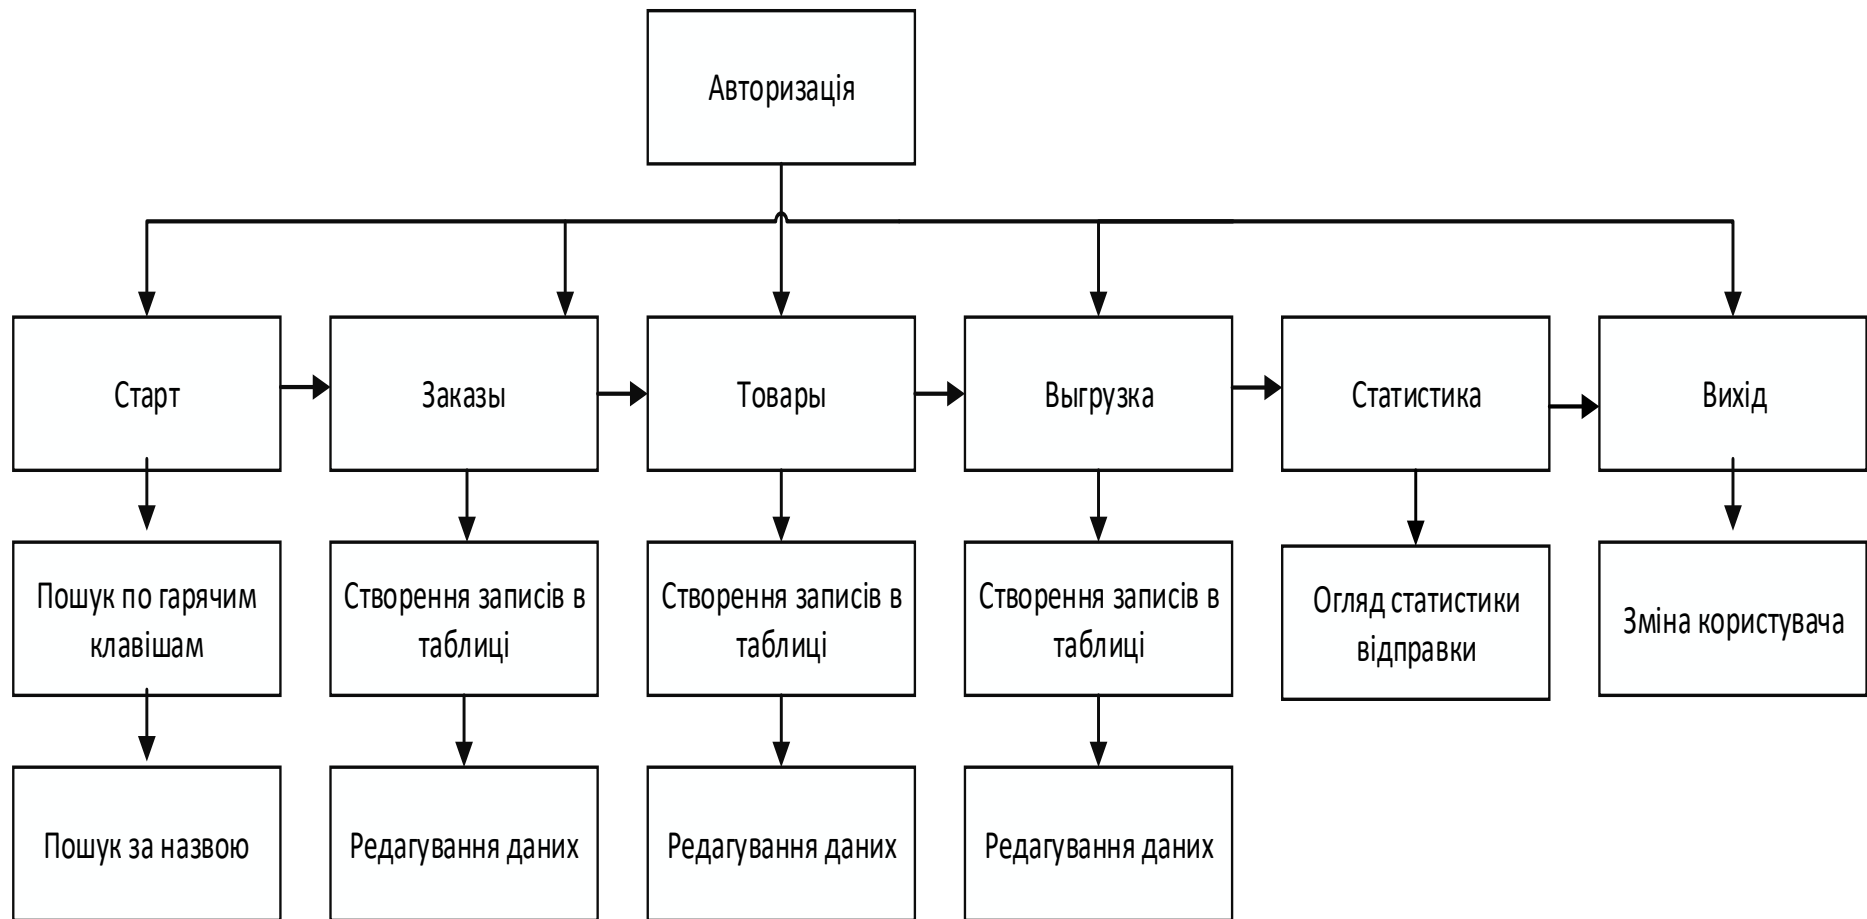 Авторизація
Старт
Заказы
Товары
Выгрузка
Статистика
Вихід
Пошук по гарячим
клавішам
Створення записів в
таблиці
Створення записів в
таблиці
Створення записів в
таблиці
Огляд статистики
відправки
Зміна користувача
Пошук за назвою
Редагування даних
Редагування даних
Редагування даних